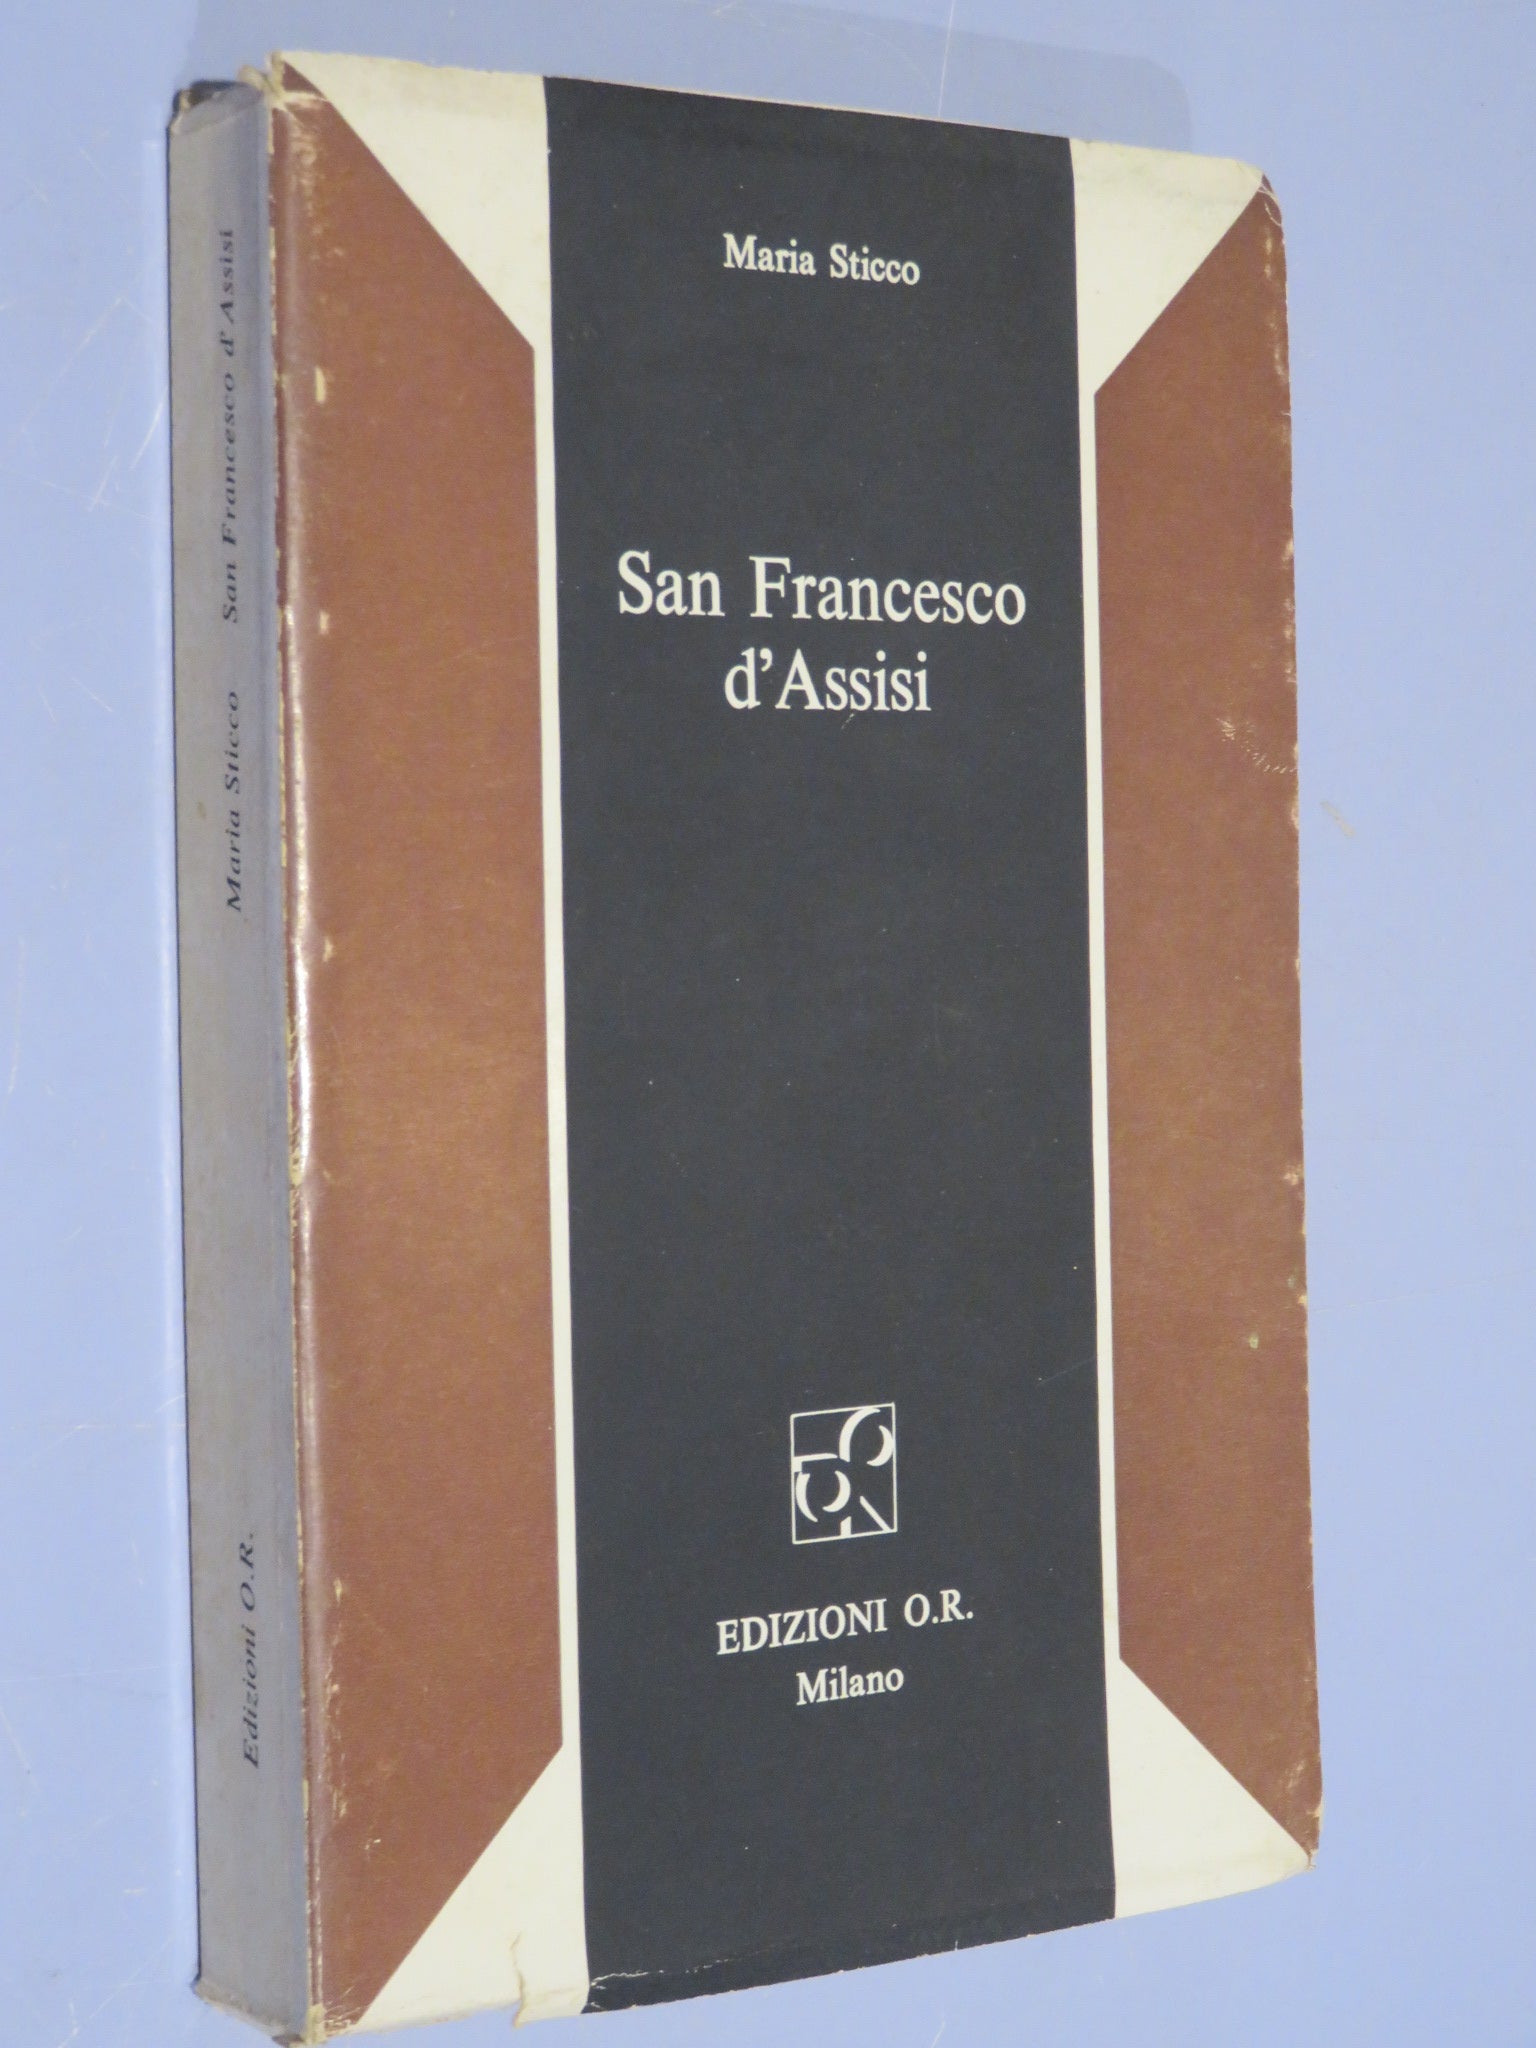 Maria Sticco
San Francesco
d'Assisi
EDIZIONI O.R.
Milano
Maria Sticco San Francesco d'Assisi
Edizioni O.R.